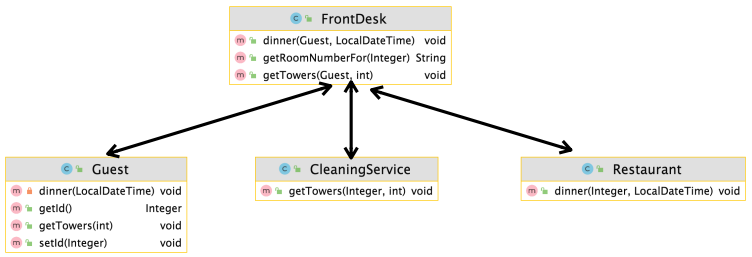 FrontDesk
dinner(Guest, LocalDateTime) void
getRoomNumberFor(Integer) String
getTowers(Guest, int) void
Guest
dinner(LocalDateTime) void
getId() Integer
getTowers(int) void
setId(Integer) void
CleaningService
getTowers(Integer, int) void
Restaurant
dinner(Integer, LocalDateTime) void